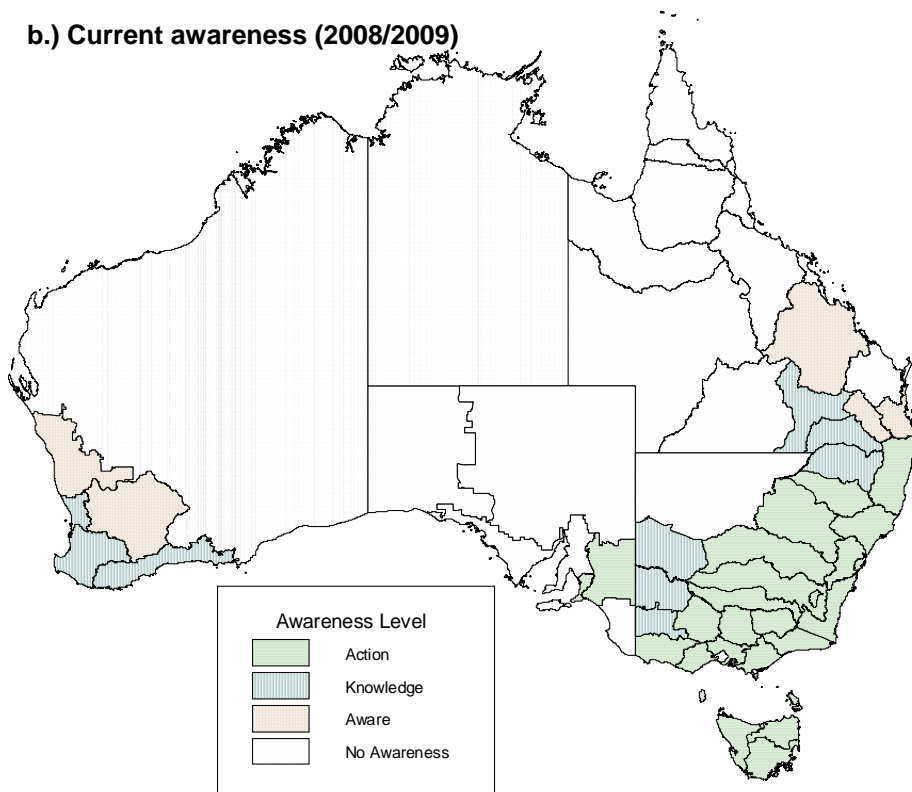 b.) Current awareness (2008/2009)
Awareness Level
Action
Knowledge
Aware
No Awareness